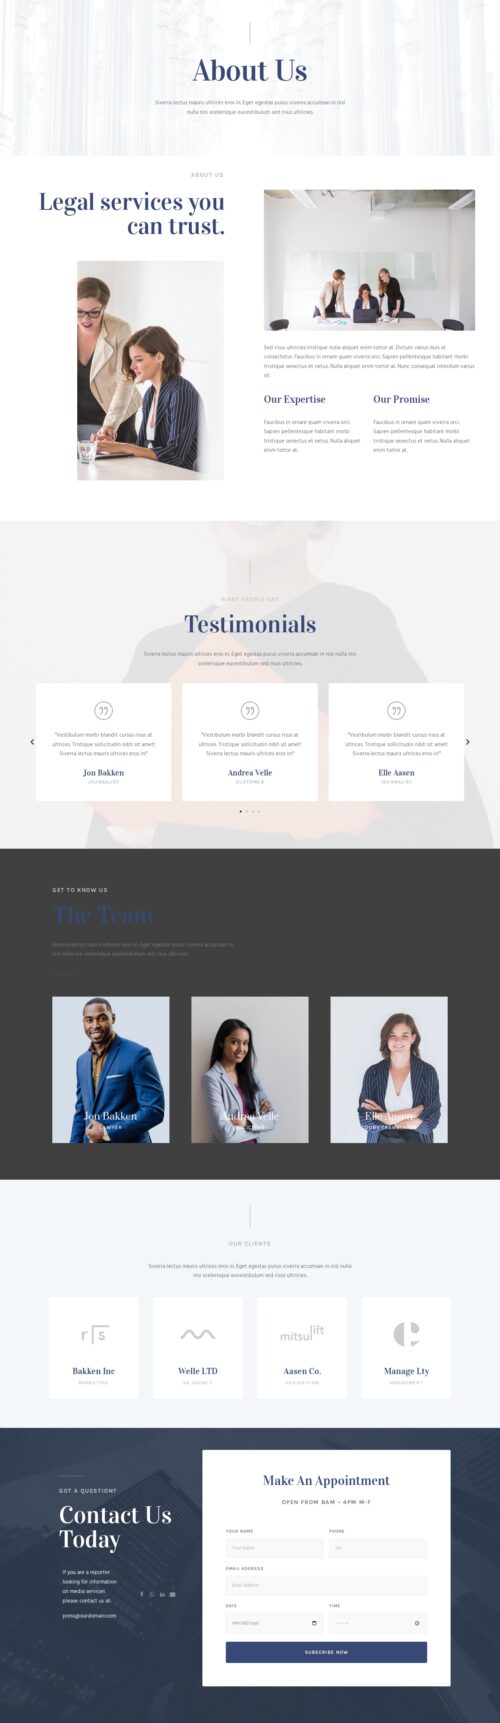 About Us
Siverra lectus mauris ultrices eros in. Eget egestas purus viverra accumsan in nisl
nulla nisi scelerisque euvestibulum sed risus ultricies.
ABOUT US
Legal services you
can trust.
Sed risus ultricies tristique nulla aliquet enim tortor at. Dictum varius duis at
consectetur. Faucibus in ornare quam viverra orci. Sapien pellentesque habitant morbi
tristique senectus et netus. Nulla aliquet enim tortor at. Nunc consequat interdum varius
sit.
Our Expertise
Faucibus in ornare quam viverra orci.
Sapien pellentesque habitant morbi
tristique senectus et netus. Nulla aliquet
enim tortor at.
Our Promise
Faucibus in ornare quam viverra orci.
Sapien pellentesque habitant morbi
tristique senectus et netus. Nulla aliquet
enim tortor at.
WHAT PEOPLE SAY
Testimonials
Siverra lectus mauris ultrices eros in. Eget egestas purus viverra accumsan in nisl nulla nisi
scelerisque euvestibulum sed risus ultricies.
"Vestibulum morbi blandit cursus risus at
ultrices. Tristique sollicitudin nibh sit amet!
Siverra lectus mauris ultrices eros in!"
Jon Bakken
JOURNALIST
"Vestibulum morbi blandit cursus risus at
ultrices. Tristique sollicitudin nibh sit amet!
Siverra lectus mauris ultrices eros in!"
Andrea Velle
CUSTOMER
"Vestibulum morbi blandit cursus risus at
ultrices. Tristique sollicitudin nibh sit amet!
Siverra lectus mauris ultrices eros in!"
Elle Aasen
JOURNALIST
GET TO KNOW US
The Team
Siverra lectus mauris ultrices eros in. Eget egestas purus viverra accumsan in
nisl nulla nisi scelerisque euvestibulum sed risus ultricies.
Jon Bakken
LAWYER
Andrea Velle
Elle Aasen
OUR CLIENTS
Siverra lectus mauris ultrices eros in. Eget egestas purus viverra accumsan in nisl nulla
nisi scelerisque euvestibulum sed risus ultricies.
r s
Bakken Inc
MARKETING
Welle LTD
AD AGENCY
mitsulift
Aasen Co.
DESIGN FIRM
Manage Lty
MANAGMENT
GOT A QUESTION?
Contact Us
Today
If you are a reporter
looking for information
on media services
please contact us at:
press@ourdomain.com
Make An Appointment
OPEN FROM 8AM – 4PM M-F
YOUR NAME
Your Name
PHONE
Tel
EMAIL ADDRESS
Email Address
DATE
mm/dd/yyyy
TIME
--:--
SUBSCRIBE NOW